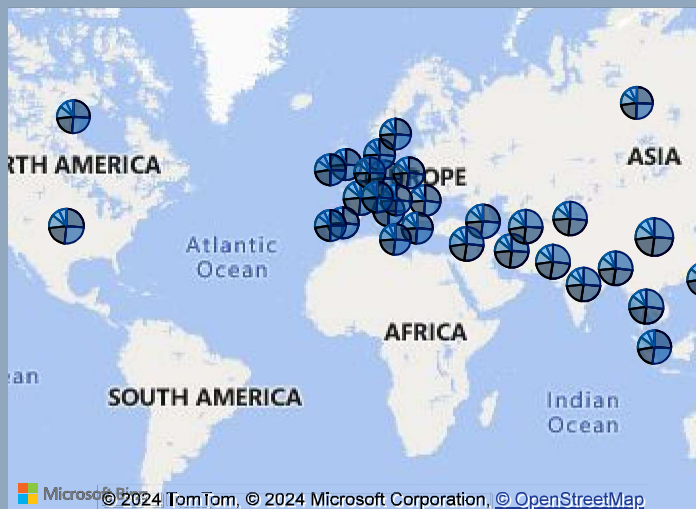 RTH AMERICA
OPE
ASIA
Atlantic
Ocean
AFRICA
ean
SOUTH AMERICA
Indian
Ocean
Microsoft Bing
© 2024 TomTom, © 2024 Microsoft Corporation, © OpenStreetMap